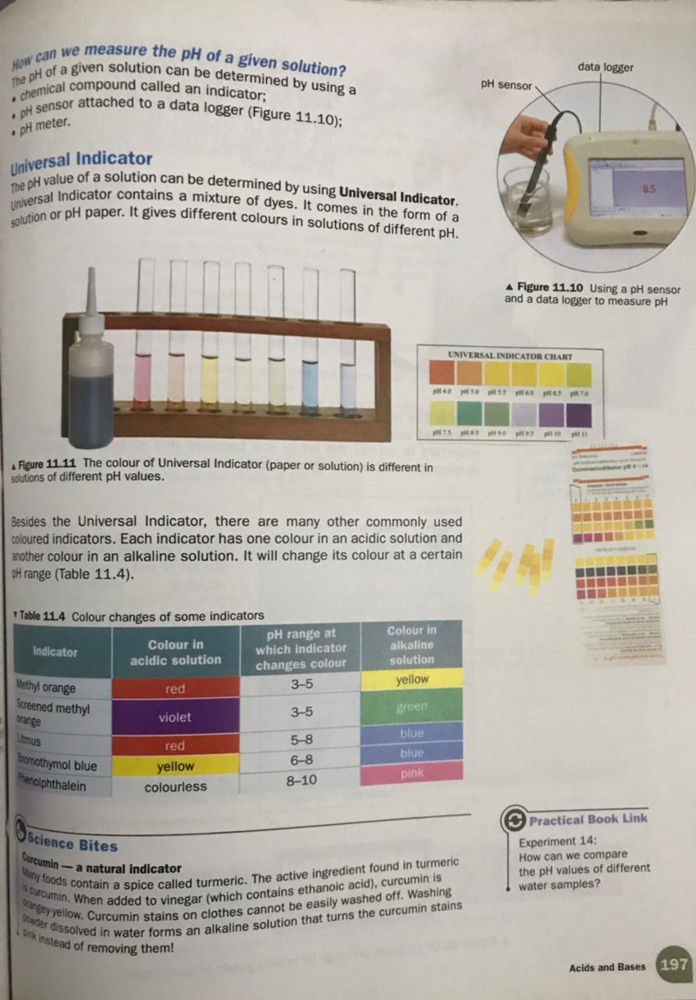 How can we measure the pH of a given solution?
The pH of a given solution can be determined by using a
• chemical compound called an indicator;
• pH sensor attached to a data logger (Figure 11.10);
• pH meter.
data logger
pH sensor
8.5
▲ Figure 11.10 Using a pH sensor
and a data logger to measure pH
Universal Indicator
The pH value of a solution can be determined by using Universal Indicator.
Universal Indicator contains a mixture of dyes. It comes in the form of a
solution or pH paper. It gives different colours in solutions of different pH.
UNIVERSAL INDICATOR CHART
pH 4.0 pH 5.0 pH 5.5 pH 6.0 pH 6.5 pH 7.0
pH 7.5 pH 8.5 pH 9.0 pH 9.5 pH 10 pH 11
▲ Figure 11.11 The colour of Universal Indicator (paper or solution) is different in
solutions of different pH values.
Universalindikator pH 0 – 14
Besides the Universal Indicator, there are many other commonly used
coloured indicators. Each indicator has one colour in an acidic solution and
another colour in an alkaline solution. It will change its colour at a certain
pH range (Table 11.4).
▼ Table 11.4 Colour changes of some indicators
Indicator
Colour in
acidic solution
pH range at
which indicator
changes colour
Colour in
alkaline
solution
Methyl orange red 3–5 yellow
Screened methyl
orange violet 3–5 green
Litmus red 5–8 blue
Bromothymol blue yellow 6–8 blue
Phenolphthalein colourless 8–10 pink
Science Bites
Curcumin — a natural indicator
Many foods contain a spice called turmeric. The active ingredient found in turmeric
is curcumin. When added to vinegar (which contains ethanoic acid), curcumin is
orangey-yellow. Curcumin stains on clothes cannot be easily washed off. Washing
powder dissolved in water forms an alkaline solution that turns the curcumin stains
pink instead of removing them!
Practical Book Link
Experiment 14:
How can we compare
the pH values of different
water samples?
Acids and Bases 197